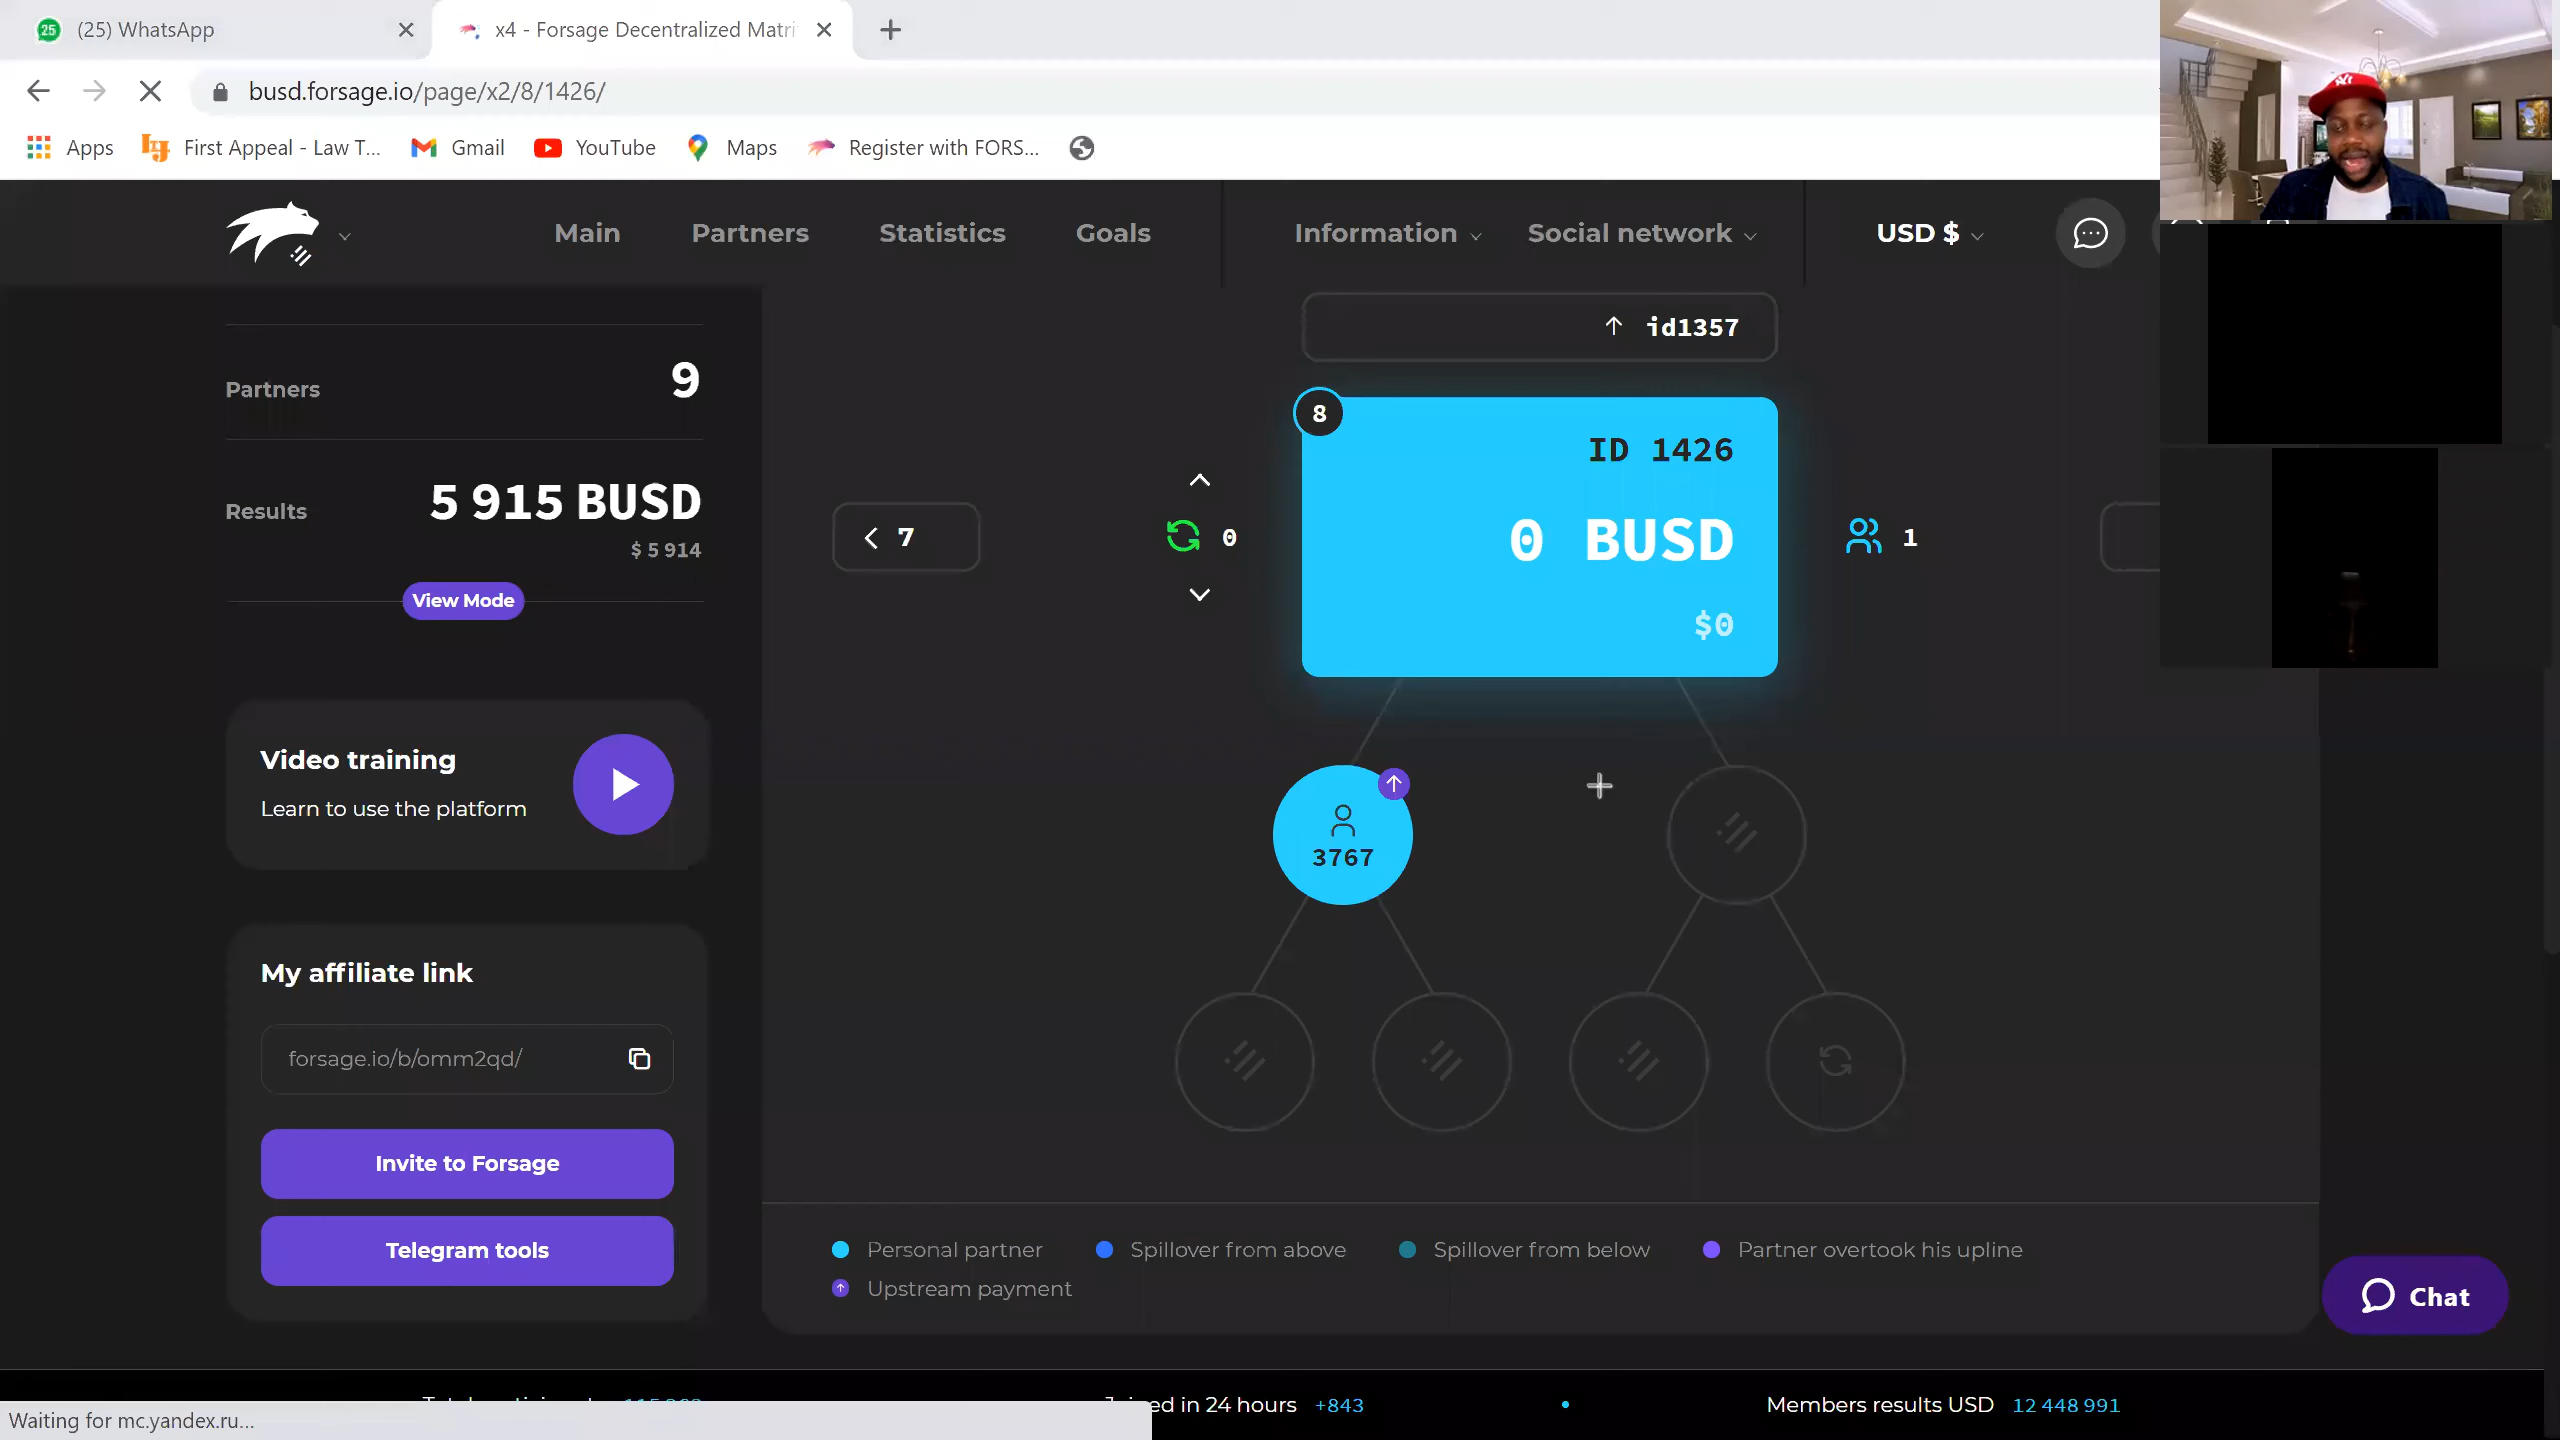 25 (25) WhatsApp
x4 - Forsage Decentralized Matri
busd.forsage.io/page/x2/8/1426/
Apps
First Appeal - Law T...
Gmail
YouTube
Maps
Register with FORS...
Main
Partners
Statistics
Goals
Information
Social network
USD $
Partners
9
Results
5 915 BUSD
$ 5 914
View Mode
Video training
Learn to use the platform
My affiliate link
forsage.io/b/omm2qd/
Invite to Forsage
Telegram tools
id1357
8
ID 1426
0 BUSD
$0
7
0
1
3767
Personal partner
Spillover from above
Spillover from below
Partner overtook his upline
Upstream payment
Chat
in 24 hours +843
Members results USD 12 448 991
Waiting for mc.yandex.ru...